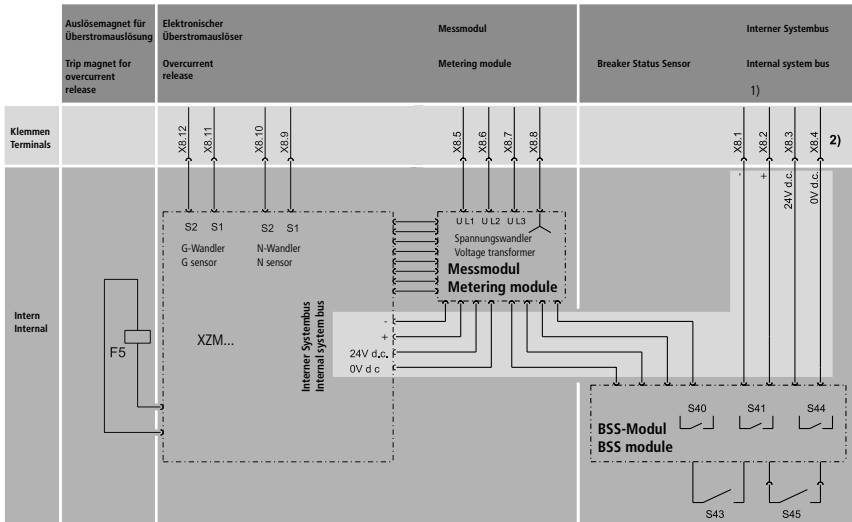 Auslösemagnet für
Überstromauslösung
Trip magnet for
overcurrent
release
Elektronischer
Überstromauslöser
Overcurrent
release
Messmodul
Metering module
Breaker Status Sensor
Interner Systembus
Internal system bus
1)
Klemmen
Terminals
X8.12
X8.11
X8.10
X8.9
X8.5
X8.6
X8.7
X8.8
X8.1
X8.2
X8.3
X8.4
2)
-
+
24V d.c.
0V d.c.
S2 S1 S2 S1
G-Wandler
G sensor
N-Wandler
N sensor
U L1 U L2 U L3
Spannungswandler
Voltage transformer
Messmodul
Metering module
Intern
Internal
F5
XZM...
Interner Systembus
Internal system bus
-
+
24V d.c.
0V d c
BSS-Modul
BSS module
S40 S41 S44
S43 S45